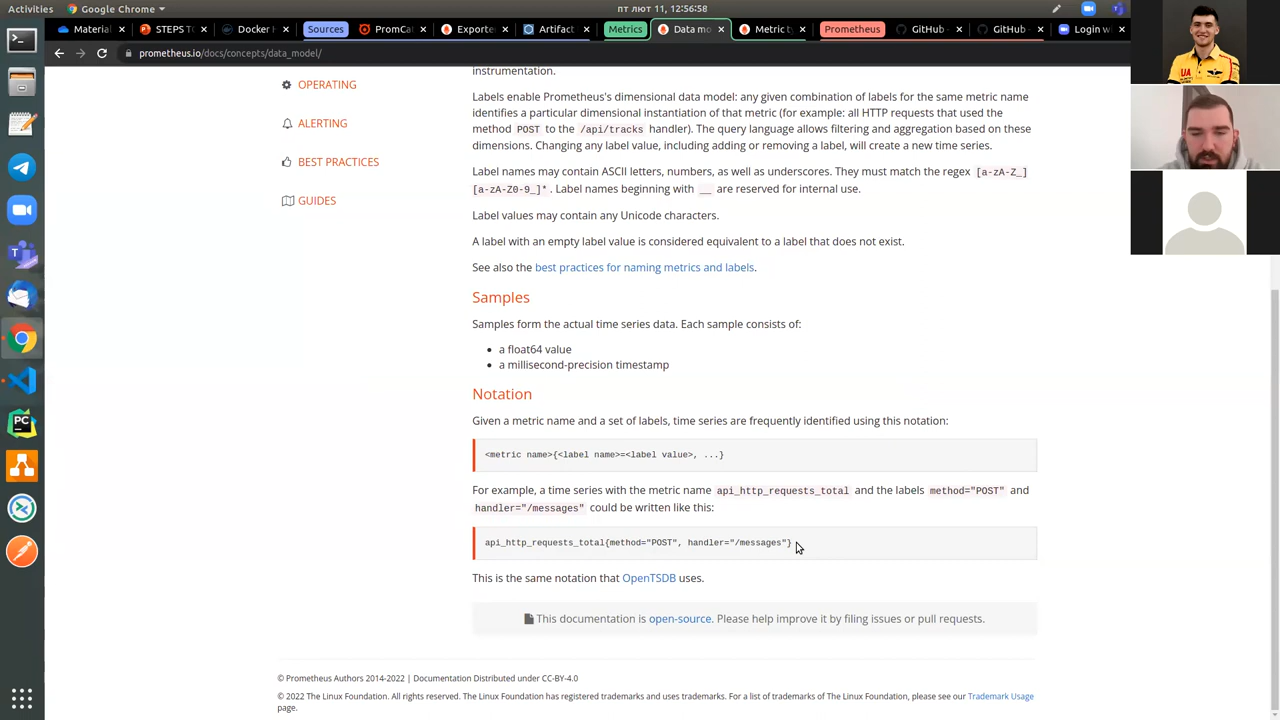 Activities
Google Chrome
пт лют 11, 12:56:58
Material
STEPS TO
Docker H
Sources
PromCat
Exporte
Artifact
Metrics
Data mo
Metric ty
Prometheus
GitHub -
GitHub -
Login wi
prometheus.io/docs/concepts/data_model/
OPERATING
ALERTING
BEST PRACTICES
GUIDES
instrumentation.
Labels enable Prometheus's dimensional data model: any given combination of labels for the same metric name
identifies a particular dimensional instantiation of that metric (for example: all HTTP requests that used the
method POST to the /api/tracks handler). The query language allows filtering and aggregation based on these
dimensions. Changing any label value, including adding or removing a label, will create a new time series.
Label names may contain ASCII letters, numbers, as well as underscores. They must match the regex [a-zA-Z_]
[a-zA-Z0-9_]*. Label names beginning with __ are reserved for internal use.
Label values may contain any Unicode characters.
A label with an empty label value is considered equivalent to a label that does not exist.
See also the best practices for naming metrics and labels.
Samples
Samples form the actual time series data. Each sample consists of:
• a float64 value
• a millisecond-precision timestamp
Notation
Given a metric name and a set of labels, time series are frequently identified using this notation:
<metric name>{<label name>=<label value>, ...}
For example, a time series with the metric name api_http_requests_total and the labels method="POST" and
handler="/messages" could be written like this:
api_http_requests_total{method="POST", handler="/messages"}
This is the same notation that OpenTSDB uses.
This documentation is open-source. Please help improve it by filing issues or pull requests.
© Prometheus Authors 2014-2022 | Documentation Distributed under CC-BY-4.0
© 2022 The Linux Foundation. All rights reserved. The Linux Foundation has registered trademarks and uses trademarks. For a list of trademarks of The Linux Foundation, please see our Trademark Usage
page.
PC
UA